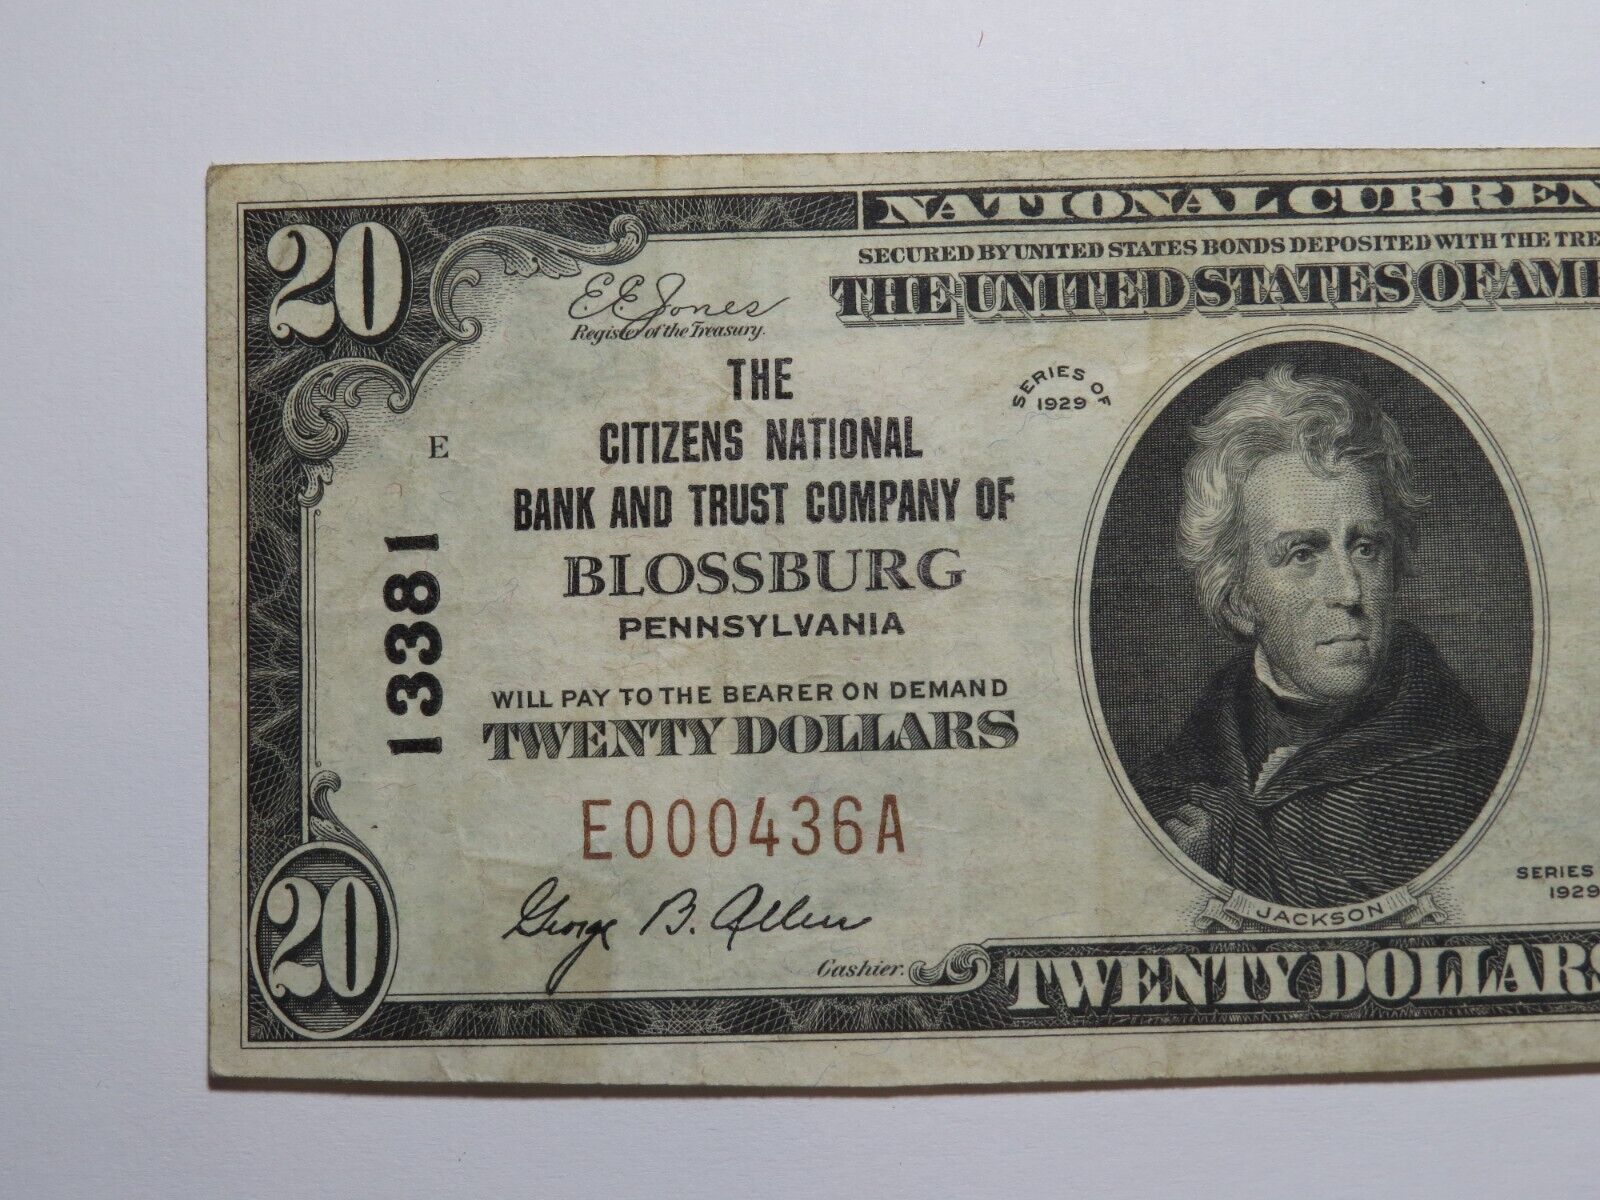 20
NATIONAL CURREN
SECURED BY UNITED STATES BONDS DEPOSITED WITH THE TRE
THE UNITED STATES OF AME
E.E. Jones
Register of the Treasury.
THE
CITIZENS NATIONAL
BANK AND TRUST COMPANY OF
BLOSSBURG
PENNSYLVANIA
SERIES OF
1929
E
13381
WILL PAY TO THE BEARER ON DEMAND
TWENTY DOLLARS
E000436A
George B. Allen
Cashier.
JACKSON
SERIES
1929
20
TWENTY DOLLARS